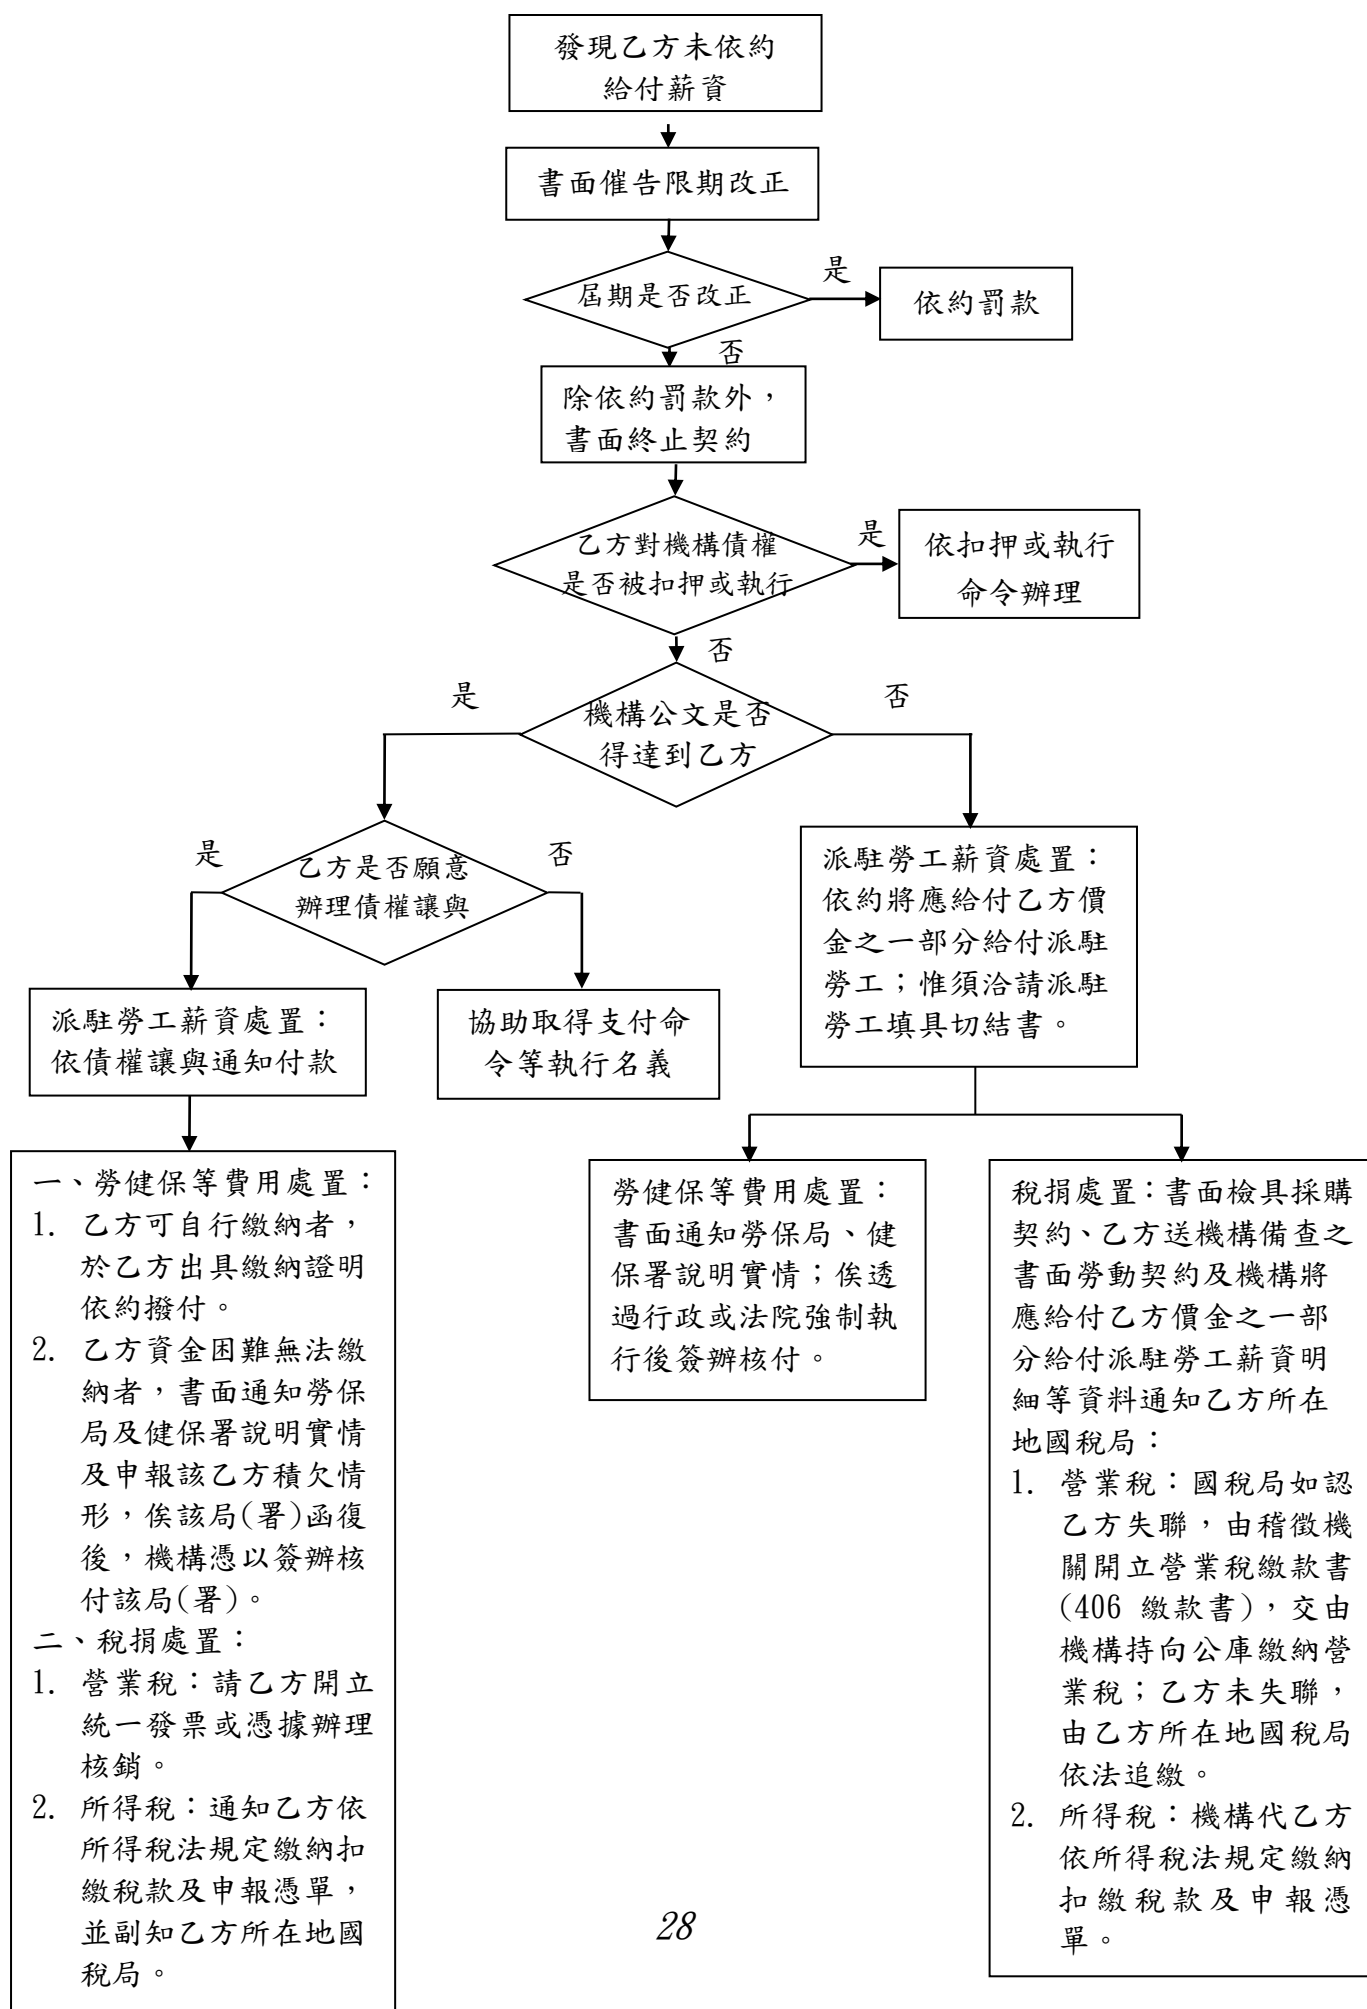 發現乙方未依約
給付薪資
書面催告限期改正
屆期是否改正
是
依約罰款
否
除依約罰款外，
書面終止契約
乙方對機構債權
是否被扣押或執行
是
依扣押或執行
命令辦理
否
機構公文是否
得達到乙方
是
否
乙方是否願意
辦理債權讓與
是
否
派駐勞工薪資處置：
依債權讓與通知付款
協助取得支付命
令等執行名義
派駐勞工薪資處置：
依約將應給付乙方價
金之一部分給付派駐
勞工；惟須洽請派駐
勞工填具切結書。
一、勞健保等費用處置：
1. 乙方可自行繳納者，
於乙方出具繳納證明
依約撥付。
2. 乙方資金困難無法繳
納者，書面通知勞保
局及健保署說明實情
及申報該乙方積欠情
形，俟該局(署)函復
後，機構憑以簽辦核
付該局(署)。
二、稅捐處置：
1. 營業稅：請乙方開立
統一發票或憑據辦理
核銷。
2. 所得稅：通知乙方依
所得稅法規定繳納扣
繳稅款及申報憑單，
並副知乙方所在地國
稅局。
勞健保等費用處置：
書面通知勞保局、健
保署說明實情；俟透
過行政或法院強制執
行後簽辦核付。
稅捐處置：書面檢具採購
契約、乙方送機構備查之
書面勞動契約及機構將
應給付乙方價金之一部
分給付派駐勞工薪資明
細等資料通知乙方所在
地國稅局：
1. 營業稅：國稅局如認
乙方失聯，由稽徵機
關開立營業稅繳款書
(406 繳款書)，交由
機構持向公庫繳納營
業稅；乙方未失聯，
由乙方所在地國稅局
依法追繳。
2. 所得稅：機構代乙方
依所得稅法規定繳納
扣繳稅款及申報憑
單。
28